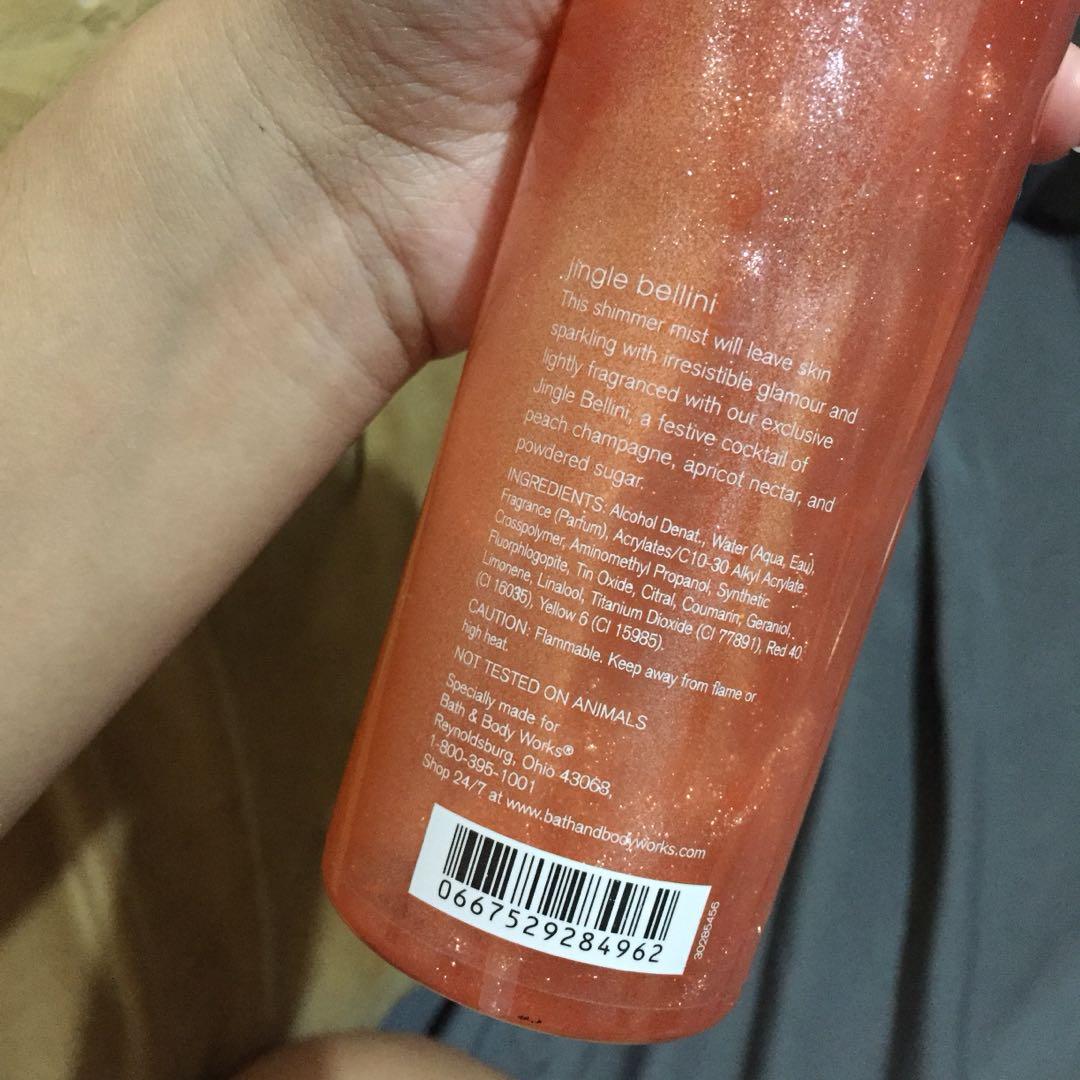 jingle bellini
This shimmer mist will leave skin
sparkling with irresistible glamour and
lightly fragranced with our exclusive
Jingle Bellini, a festive cocktail of
peach champagne, apricot nectar, and
powdered sugar.
INGREDIENTS: Alcohol Denat., Water (Aqua, Eau),
Fragrance (Parfum), Acrylates/C10-30 Alkyl Acrylate
Crosspolymer, Aminomethyl Propanol, Synthetic
Fluorphlogopite, Tin Oxide, Citral, Coumarin, Geraniol,
Limonene, Linalool, Titanium Dioxide (CI 77891), Red 40
(CI 16035), Yellow 6 (CI 15985).
CAUTION: Flammable. Keep away from flame or
high heat.
NOT TESTED ON ANIMALS
Specially made for
Bath & Body Works®
Reynoldsburg, Ohio 43068,
1-800-395-1001
Shop 24/7 at www.bathandbodyworks.com
0667529284962
30285456